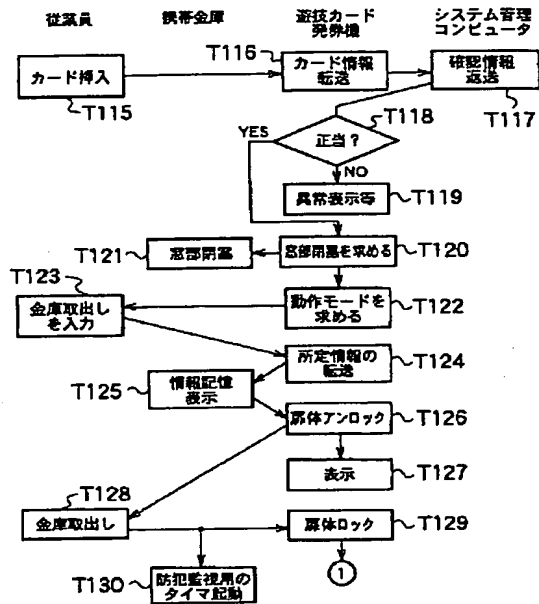 従業員
携帯金庫
遊技カード
発券機
システム管理
コンピュータ
カード挿入
T115
T116
カード情報
転送
確認情報
返送
T117
正当?
T118
YES
NO
異常表示等
T119
T121
窓部閉塞
窓部閉塞を求める
T120
T123
金庫取出し
を入力
動作モードを
求める
T122
所定情報の
転送
T124
T125
情報記憶
表示
扉体アンロック
T126
表示
T127
T128
金庫取出し
扉体ロック
T129
T130
防犯監視用の
タイマ起動
1